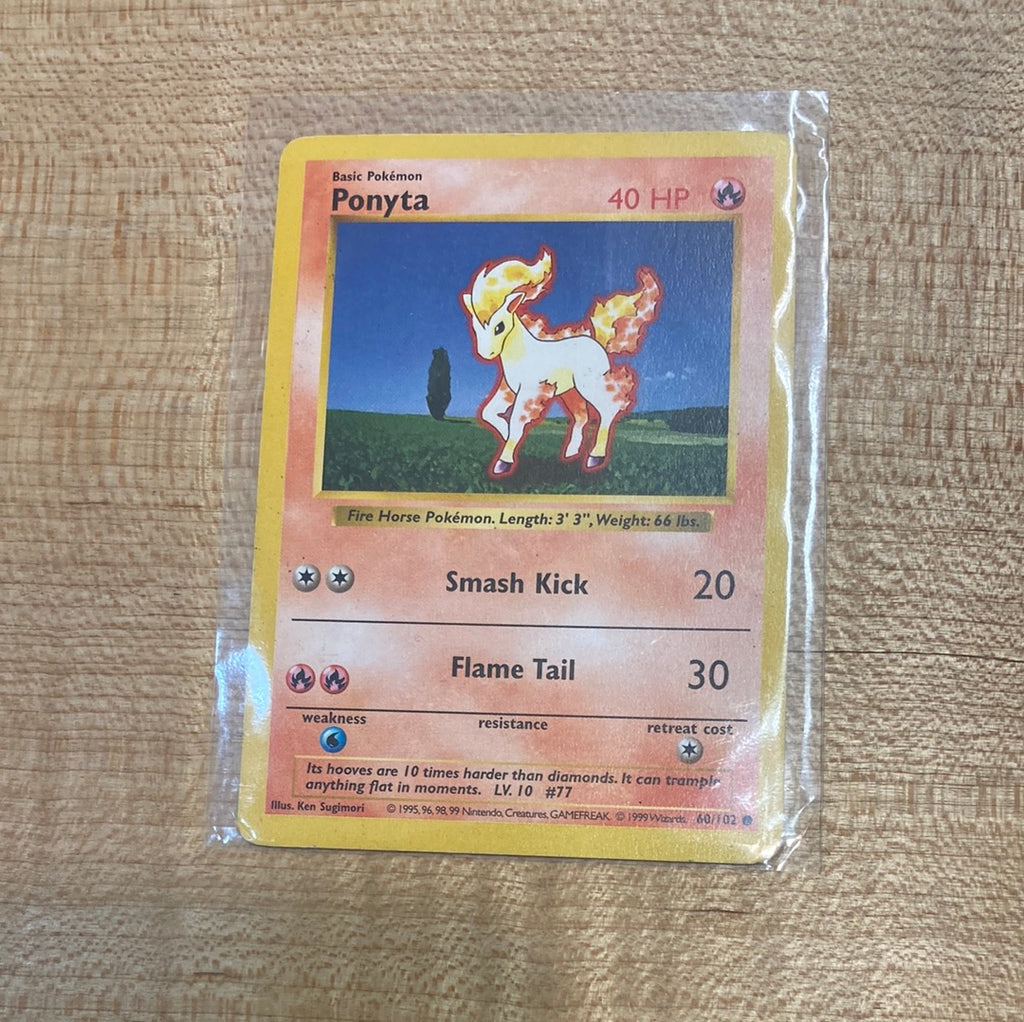 Basic Pokémon
Ponyta 40 HP
Fire Horse Pokémon. Length: 3' 3", Weight: 66 lbs.
Smash Kick 20
Flame Tail 30
weakness resistance retreat cost
Its hooves are 10 times harder than diamonds. It can trample
anything flat in moments. LV. 10 #77
Illus. Ken Sugimori © 1995, 96, 98, 99 Nintendo, Creatures, GAMEFREAK. © 1999 Wizards. 60/102